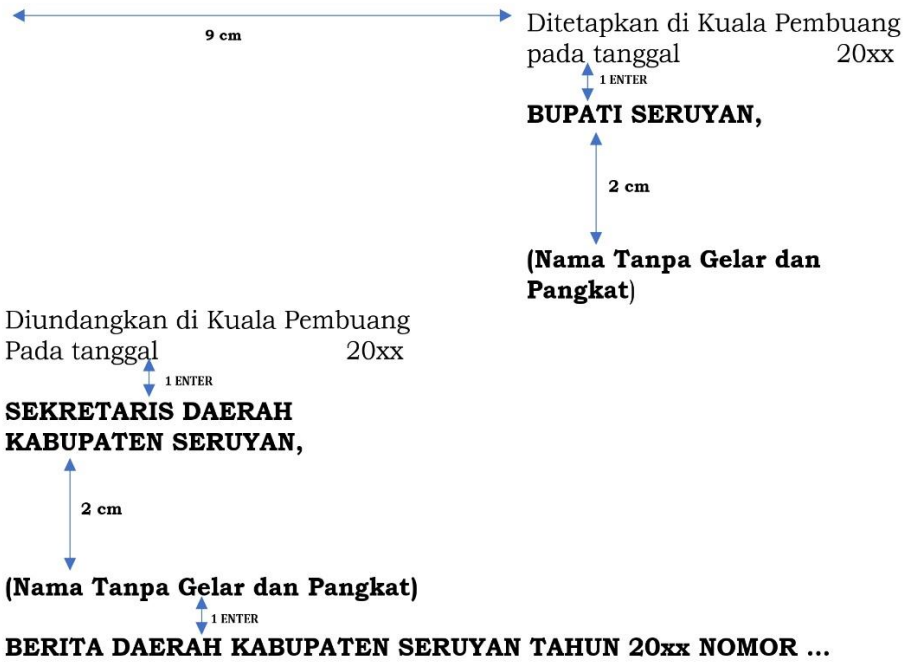 9 cm
Ditetapkan di Kuala Pembuang
pada tanggal 20xx
1 ENTER
BUPATI SERUYAN,
2 cm
(Nama Tanpa Gelar dan
Pangkat)
Diundangkan di Kuala Pembuang
Pada tanggal 20xx
1 ENTER
SEKRETARIS DAERAH
KABUPATEN SERUYAN,
2 cm
(Nama Tanpa Gelar dan Pangkat)
1 ENTER
BERITA DAERAH KABUPATEN SERUYAN TAHUN 20xx NOMOR ...